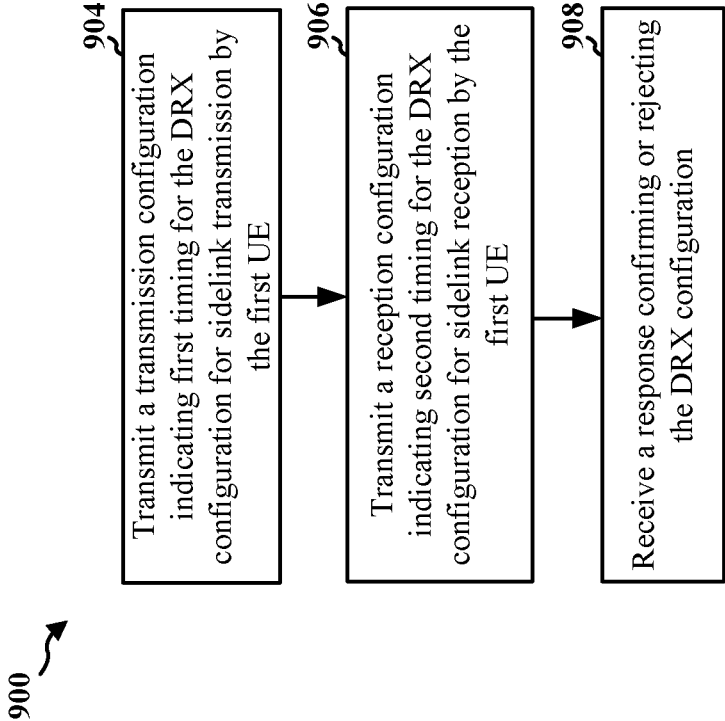 900
904
Transmit a transmission configuration
indicating first timing for the DRX
configuration for sidelink transmission by
the first UE
906
Transmit a reception configuration
indicating second timing for the DRX
configuration for sidelink reception by the
first UE
908
Receive a response confirming or rejecting
the DRX configuration